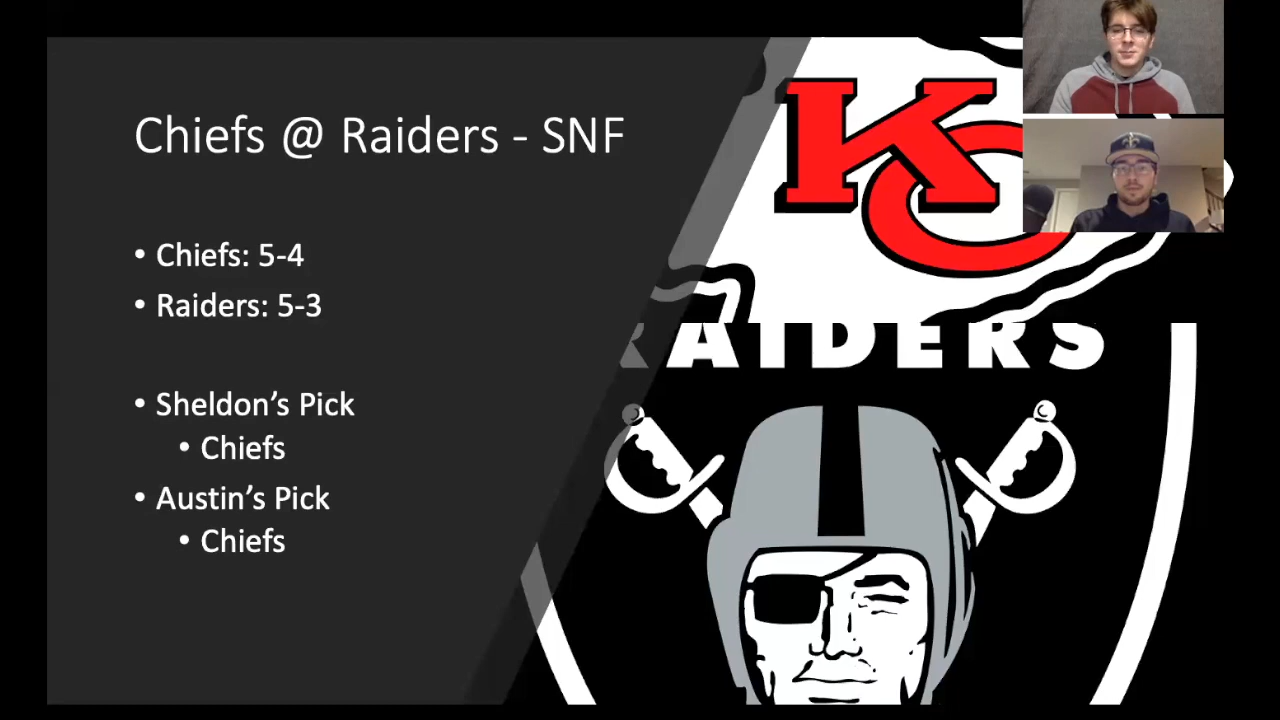 Chiefs @ Raiders - SNF
• Chiefs: 5-4
• Raiders: 5-3
• Sheldon's Pick
• Chiefs
• Austin's Pick
• Chiefs
KC
RAIDERS